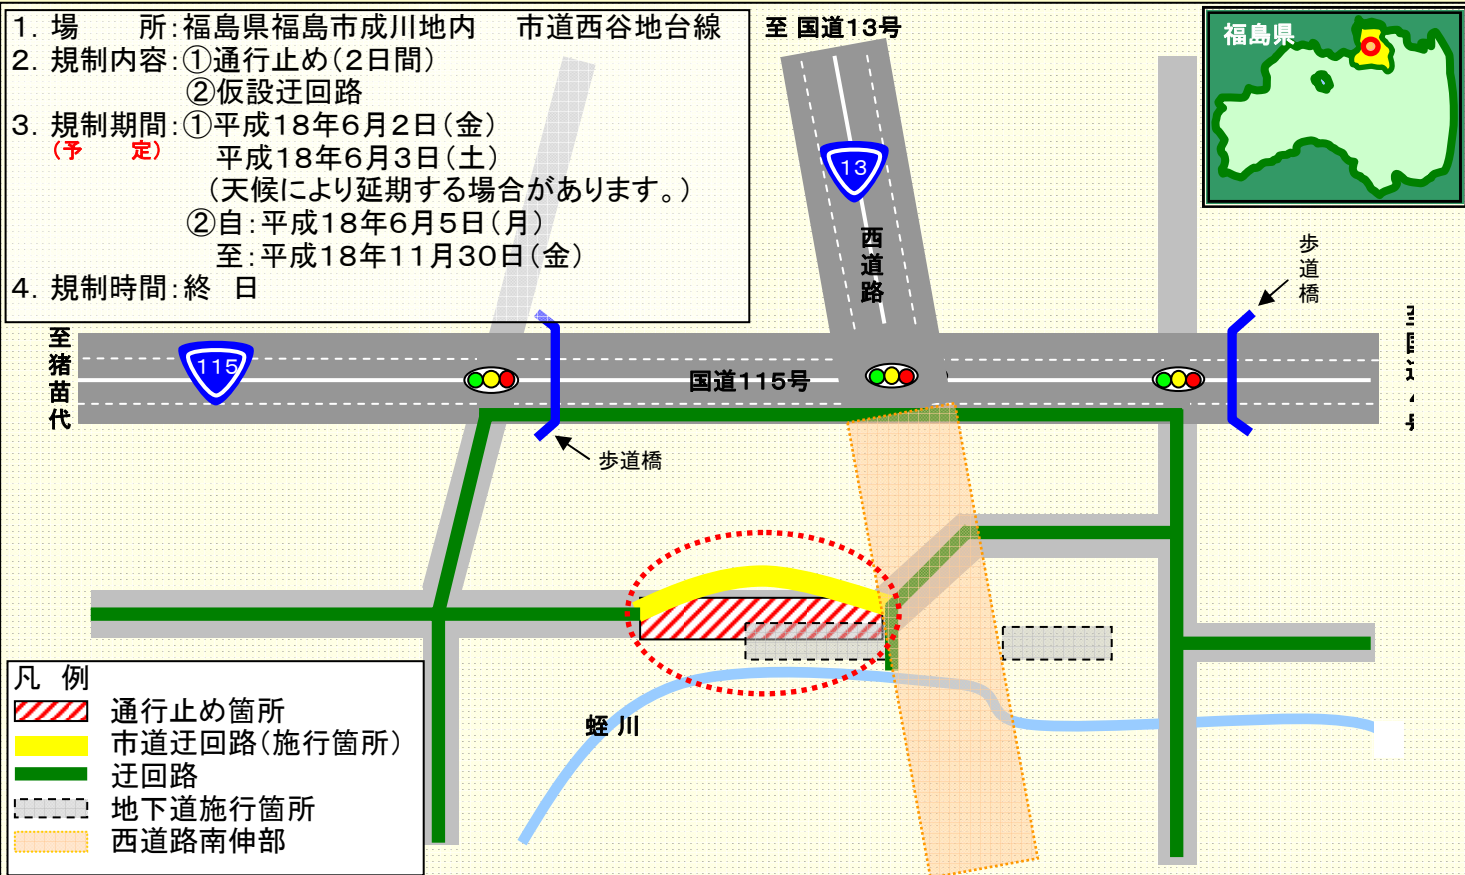 1. 場　　所：福島県福島市成川地内　市道西谷地台線
2. 規制内容：①通行止め（2日間）
②仮設迂回路
3. 規制期間：①平成18年6月2日（金）
（予　定）
平成18年6月3日（土）
（天候により延期する場合があります。）
②自：平成18年6月5日（月）
至：平成18年11月30日（金）
4. 規制時間：終　日
至 国道13号
福島県
13
西道路
歩道橋
至猪苗代
115
国道115号
歩道橋
蛭川
凡　例
通行止め箇所
市道迂回路（施行箇所）
迂回路
地下道施行箇所
西道路南伸部